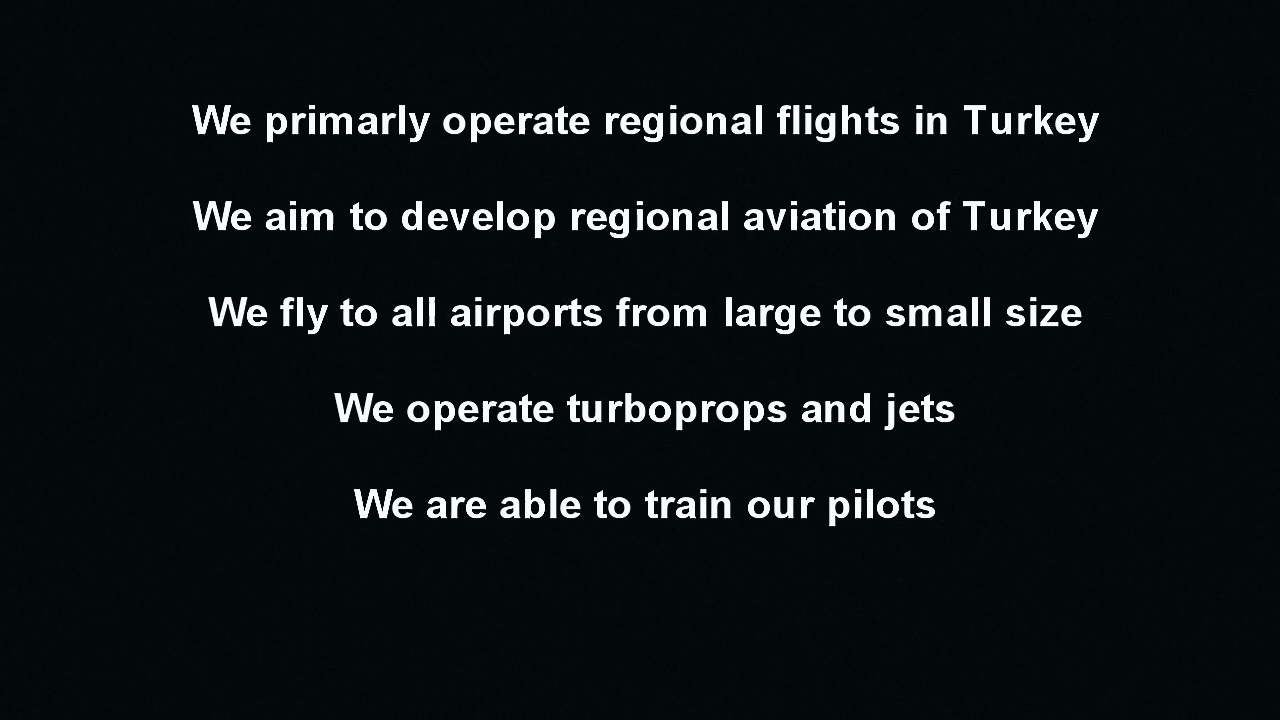 We primarly operate regional flights in Turkey
We aim to develop regional aviation of Turkey
We fly to all airports from large to small size
We operate turboprops and jets
We are able to train our pilots